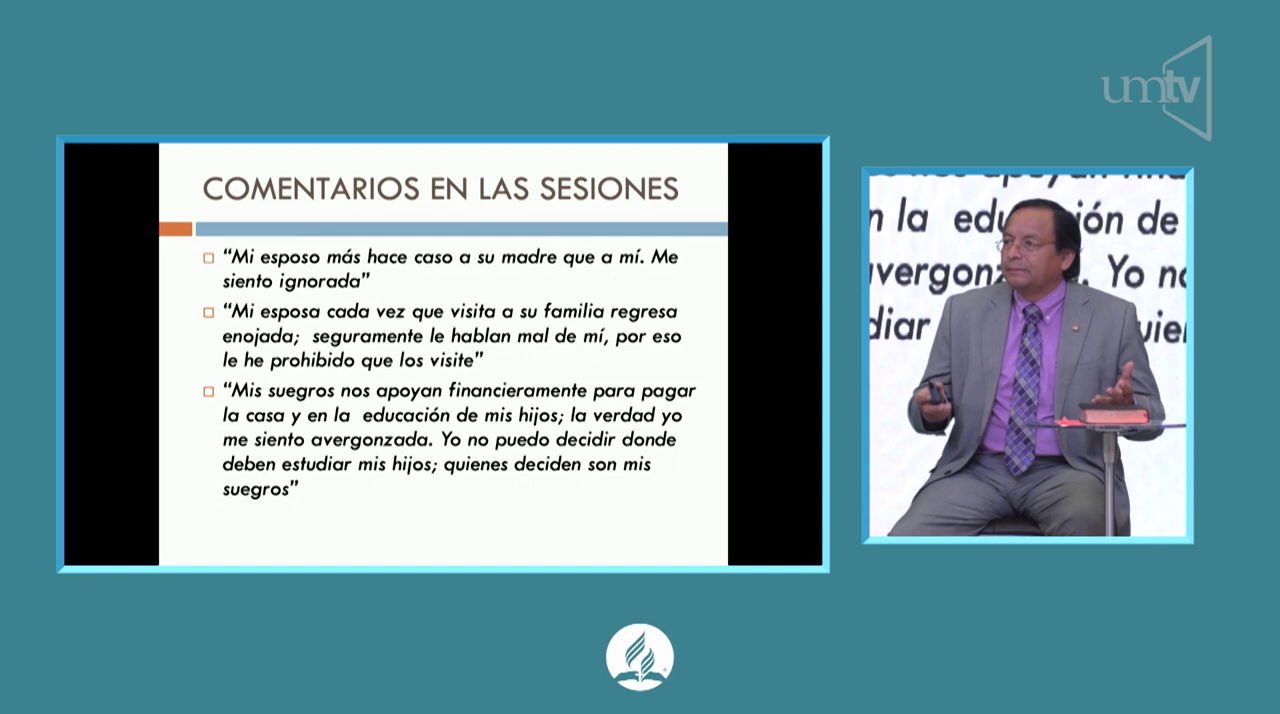 umtv
COMENTARIOS EN LAS SESIONES
“Mi esposo más hace caso a su madre que a mí. Me
siento ignorada”
“Mi esposa cada vez que visita a su familia regresa
enojada; seguramente le hablan mal de mí, por eso
le he prohibido que los visite”
“Mis suegros nos apoyan financieramente para pagar
la casa y en la educación de mis hijos; la verdad yo
me siento avergonzada. Yo no puedo decidir donde
deben estudiar mis hijos; quienes deciden son mis
suegros”
apoyan
la
de
Yo